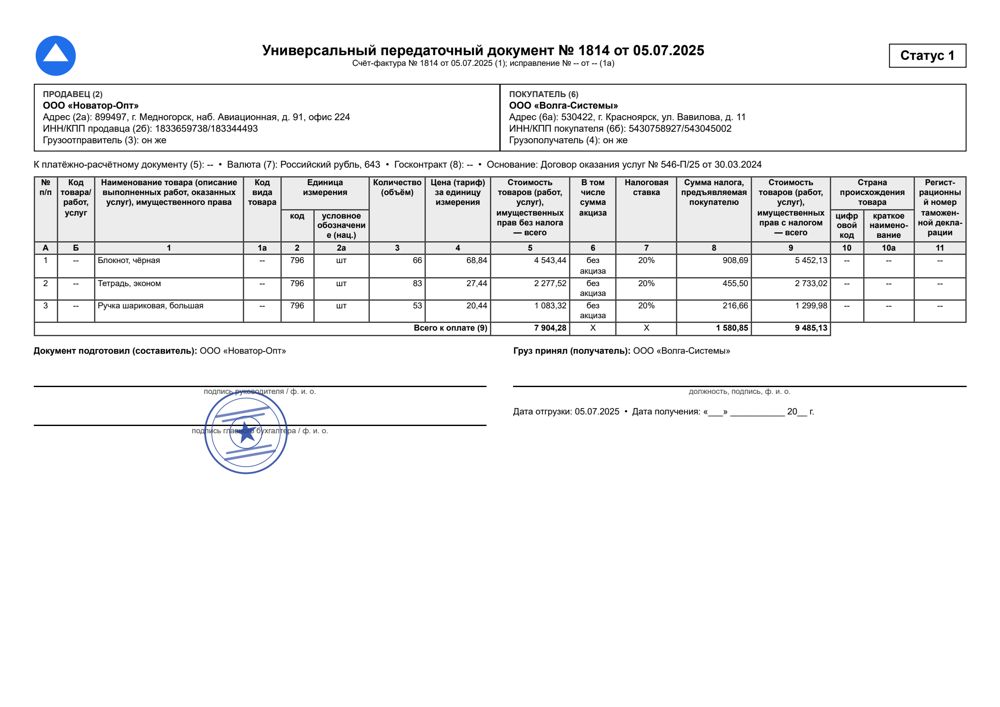 Универсальный передаточный документ № 1814 от 05.07.2025
Счёт-фактура № 1814 от 05.07.2025 (1); исправление № -- от -- (1а)
Статус 1
ПРОДАВЕЦ (2)
ООО «Новатор-Опт»
Адрес (2а): 899497, г. Медногорск, наб. Авиационная, д. 91, офис 224
ИНН/КПП продавца (2б): 1833659738/183344493
Грузоотправитель (3): он же
ПОКУПАТЕЛЬ (6)
ООО «Волга-Системы»
Адрес (6а): 530422, г. Красноярск, ул. Вавилова, д. 11
ИНН/КПП покупателя (6б): 5430758927/543045002
Грузополучатель (4): он же
К платёжно-расчётному документу (5): -- • Валюта (7): Российский рубль, 643 • Госконтракт (8): -- • Основание: Договор оказания услуг № 546-П/25 от 30.03.2024
№ п/п
Код товара/ работ, услуг
Наименование товара (описание выполненных работ, оказанных услуг), имущественного права
Код вида товара
Единица измерения
код
условное обозначени е (нац.)
Количество (объём)
Цена (тариф) за единицу измерения
Стоимость товаров (работ, услуг), имущественных прав без налога — всего
В том числе сумма акциза
Налоговая ставка
Сумма налога, предъявляемая покупателю
Стоимость товаров (работ, услуг), имущественных прав с налогом — всего
Страна происхождения товара
цифр овой код
краткое наимено- вание
Регист- рационны й номер таможен- ной декла- рации
А Б 1 1а 2 2а 3 4 5 6 7 8 9 10 10а 11
1 -- Блокнот, чёрная -- 796 шт 66 68,84 4 543,44 без акциза 20% 908,69 5 452,13 -- -- --
2 -- Тетрадь, эконом -- 796 шт 83 27,44 2 277,52 без акциза 20% 455,50 2 733,02 -- -- --
3 -- Ручка шариковая, большая -- 796 шт 53 20,44 1 083,32 без акциза 20% 216,66 1 299,98 -- -- --
Всего к оплате (9) 7 904,28 Х Х 1 580,85 9 485,13
Документ подготовил (составитель): ООО «Новатор-Опт»
подпись руководителя / ф. и. о.
подпись главного бухгалтера / ф. и. о.
Груз принял (получатель): ООО «Волга-Системы»
должность, подпись, ф. и. о.
Дата отгрузки: 05.07.2025 • Дата получения: «___» ___________ 20__ г.